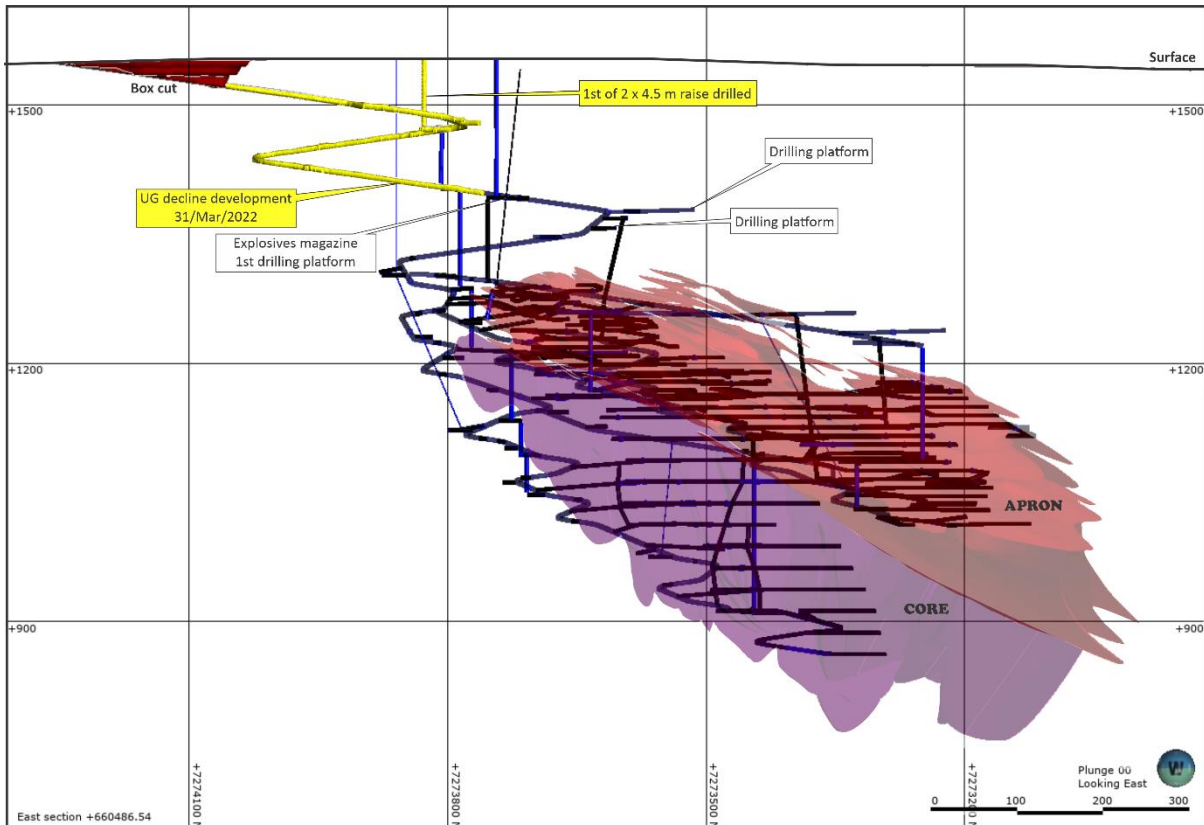 Surface
Box cut
+1500
+1500
1st of 2 x 4.5 m raise drilled
Drilling platform
UG decline development
31/Mar/2022
Drilling platform
Explosives magazine
1st drilling platform
+1200
+1200
APRON
CORE
+900
+900
+7274100
+7273800
+7273500
+7273200
Plunge 00
Looking East
W
0 100 200 300
East section +660486.54